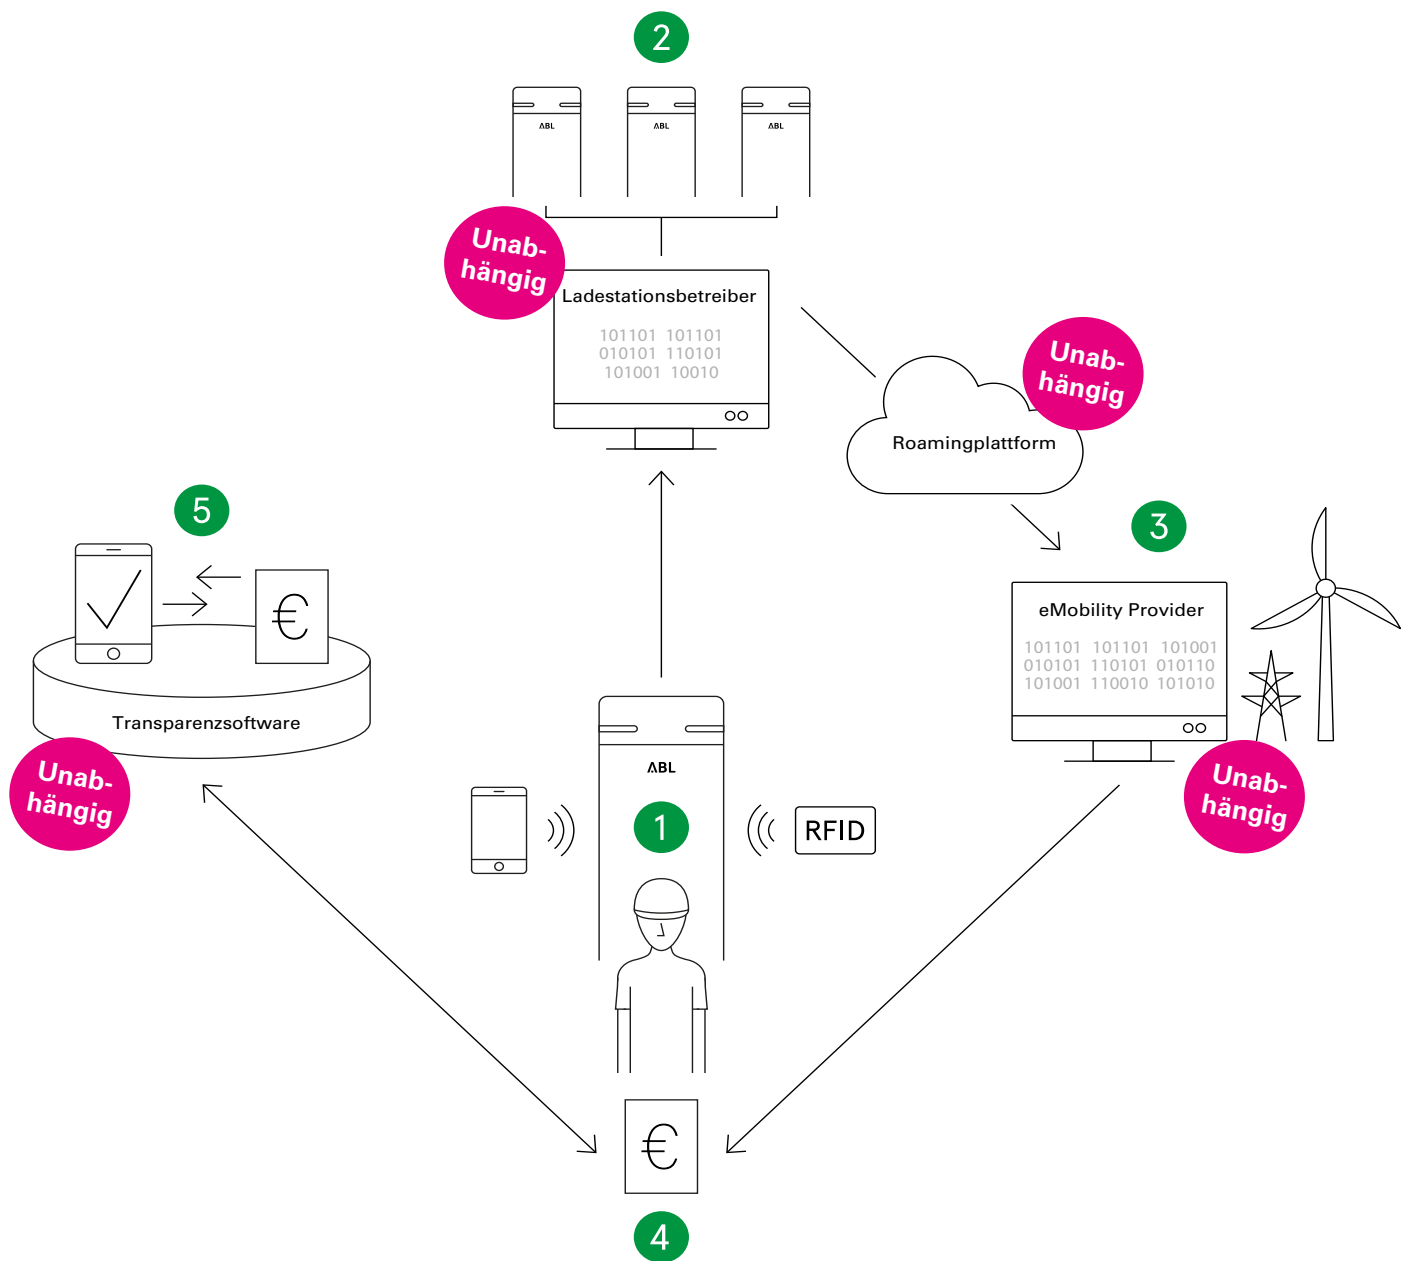 2
ABL
ABL
ABL
Unab-
hängig
Ladestationsbetreiber
101101 101101
010101 110101
101001 10010
Unab-
hängig
Roamingplattform
5
€
Transparenzsoftware
Unab-
hängig
3
eMobility Provider
101101 101101 101001
010101 110101 010110
101001 110010 101010
Unab-
hängig
ABL
1
RFID
€
4